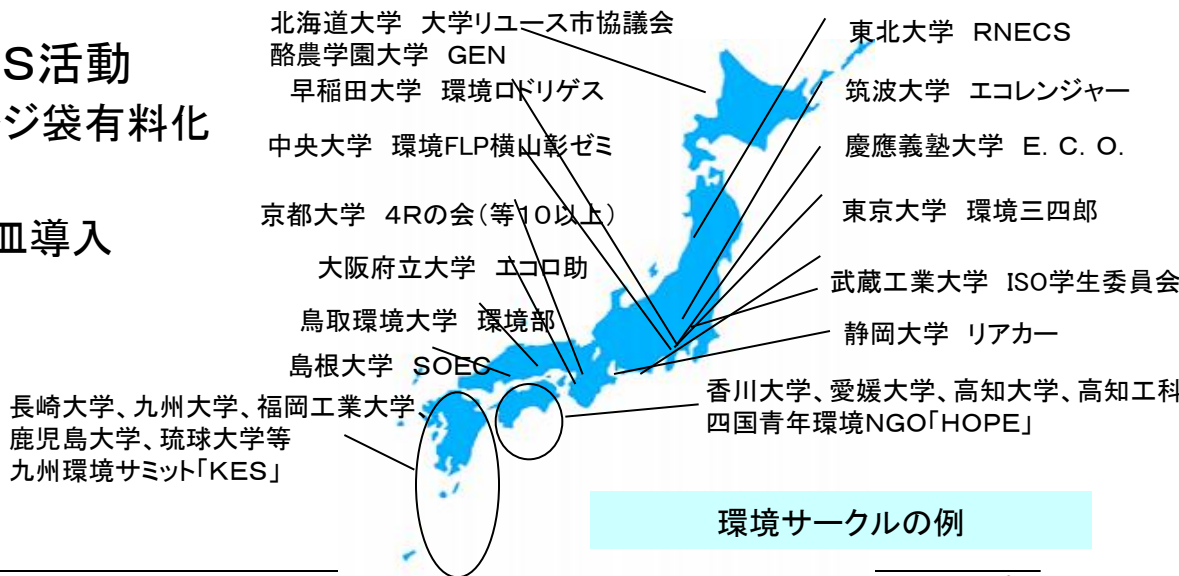 S活動
ジ袋有料化
皿導入
北海道大学 大学リユース市協議会
酪農学園大学 GEN
早稲田大学 環境ロドリゲス
中央大学 環境FLP横山彰ゼミ
京都大学 4Rの会(等10以上)
大阪府立大学 エコロ助
鳥取環境大学 環境部
島根大学 SOEC
長崎大学、九州大学、福岡工業大学、
鹿児島大学、琉球大学等
九州環境サミット「KES」
東北大学 RNECS
筑波大学 エコレンジャー
慶應義塾大学 E. C. O.
東京大学 環境三四郎
武蔵工業大学 ISO学生委員会
静岡大学 リアカー
香川大学、愛媛大学、高知大学、高知工科
四国青年環境NGO「HOPE」
環境サークルの例